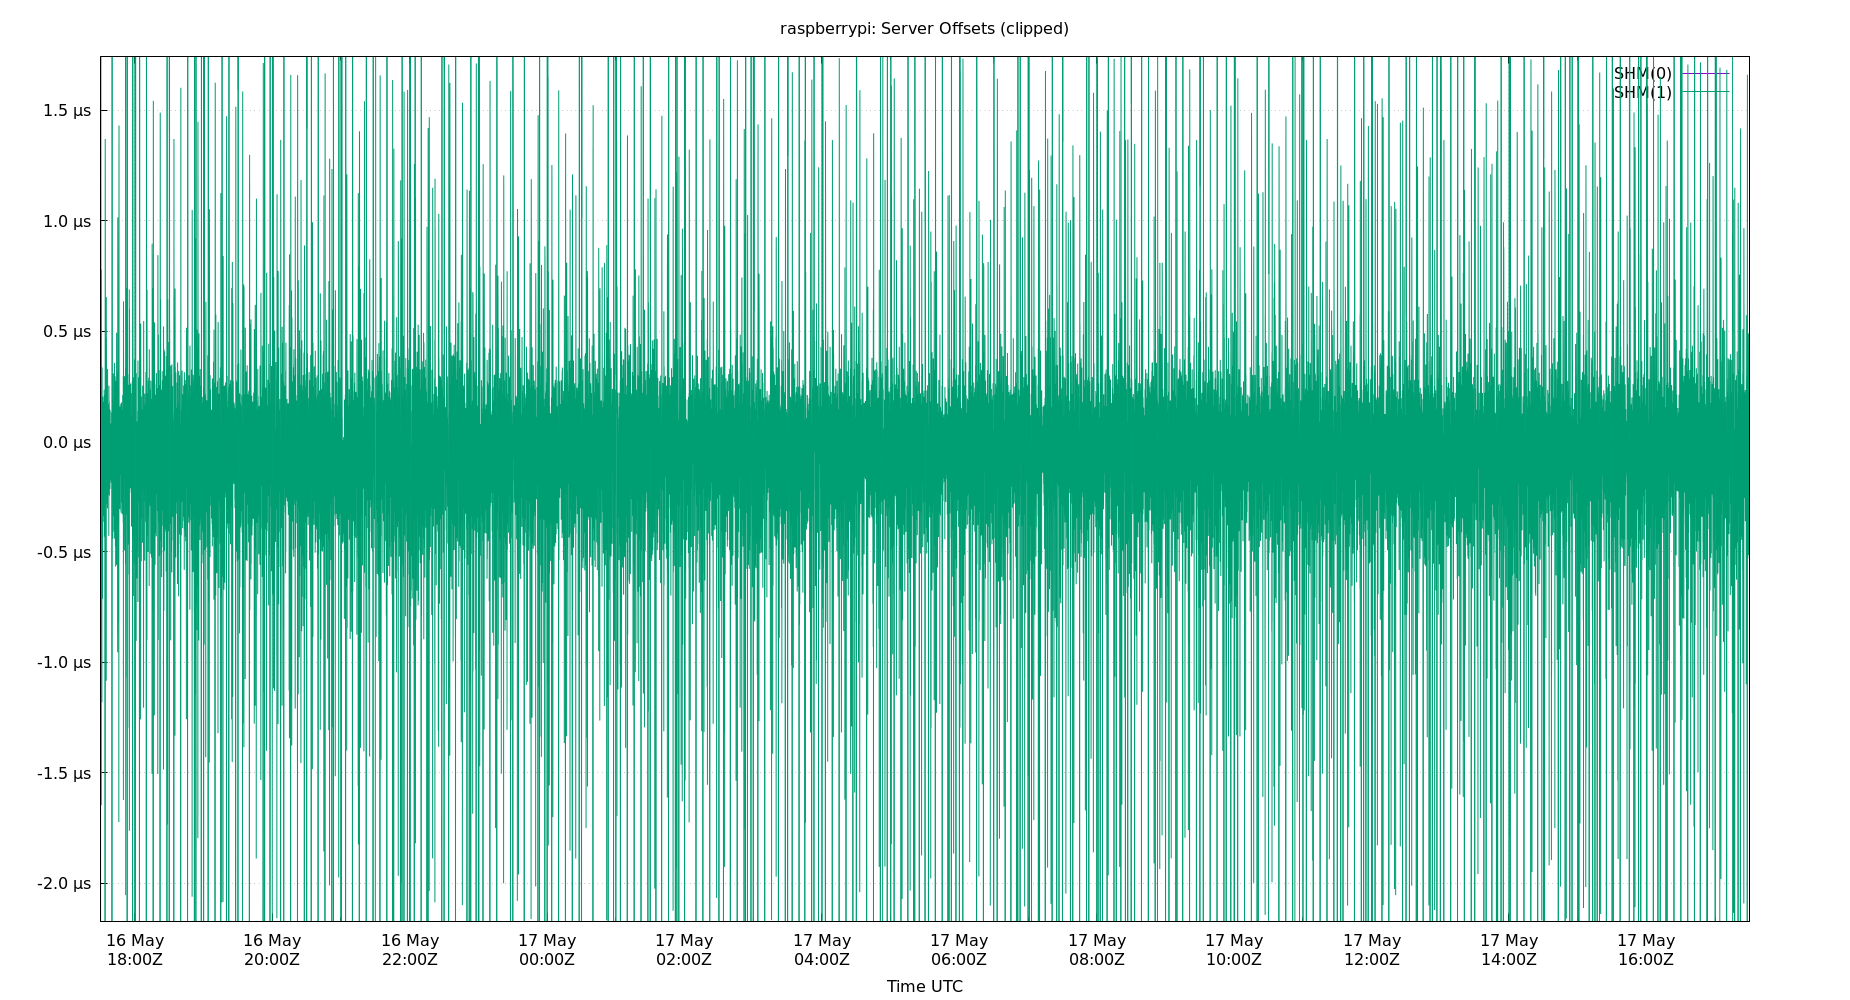 raspberrypi: Server Offsets (clipped)
SHM(0)
SHM(1)
1.5 µs
1.0 µs
0.5 µs
0.0 µs
-0.5 µs
-1.0 µs
-1.5 µs
-2.0 µs
16 May 16 May 16 May 17 May 17 May 17 May 17 May 17 May 17 May 17 May 17 May 17 May
18:00Z 20:00Z 22:00Z 00:00Z 02:00Z 04:00Z 06:00Z 08:00Z 10:00Z 12:00Z 14:00Z 16:00Z
Time UTC